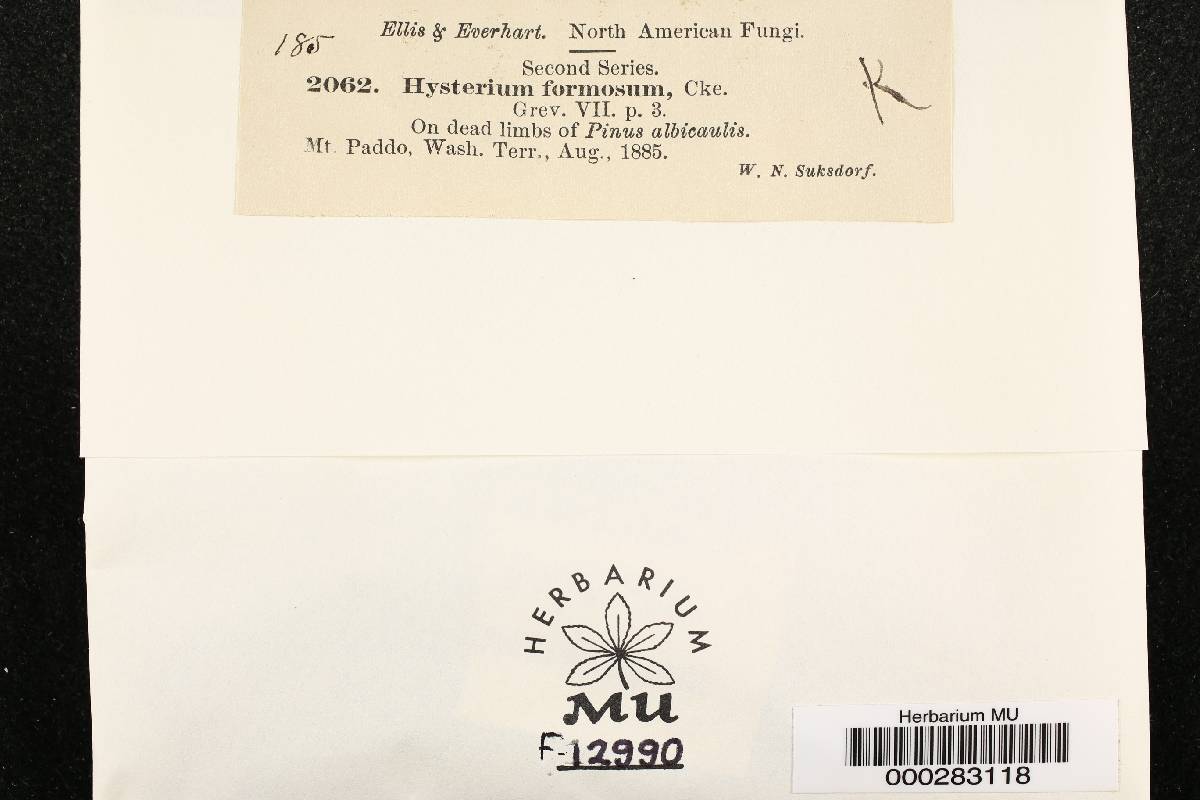 185
Ellis & Everhart. North American Fungi.
Second Series.
2062. Hysterium formosum, Cke.
Grev. VII. p. 3.
On dead limbs of Pinus albicaulis.
Mt. Paddo, Wash. Terr., Aug., 1885.
W. N. Suksdorf.
K
HERBARIUM
MU
F-12990
Herbarium MU
000283118